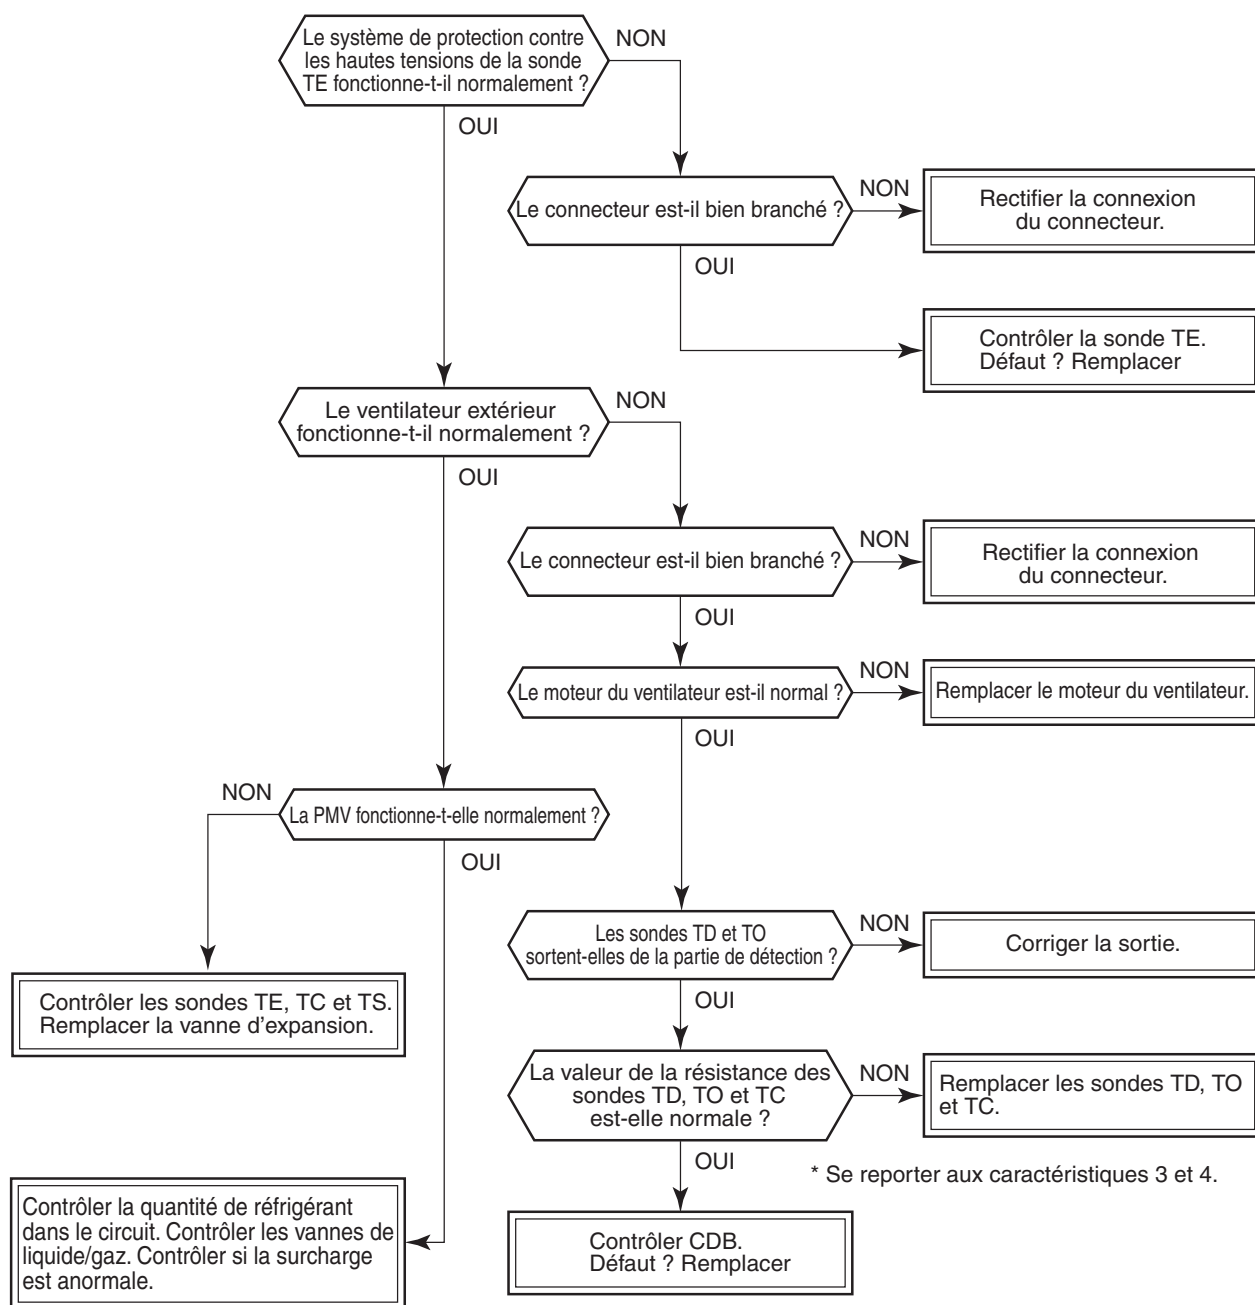 Le système de protection contre
les hautes tensions de la sonde
TE fonctionne-t-il normalement ?
NON
OUI
Le connecteur est-il bien branché ?
NON
Rectifier la connexion
du connecteur.
OUI
Contrôler la sonde TE.
Défaut ? Remplacer
Le ventilateur extérieur
fonctionne-t-il normalement ?
NON
OUI
Le connecteur est-il bien branché ?
NON
Rectifier la connexion
du connecteur.
OUI
Le moteur du ventilateur est-il normal ?
NON
Remplacer le moteur du ventilateur.
OUI
NON
La PMV fonctionne-t-elle normalement ?
OUI
Les sondes TD et TO
sortent-elles de la partie de détection ?
NON
Corriger la sortie.
OUI
Contrôler les sondes TE, TC et TS.
Remplacer la vanne d'expansion.
La valeur de la résistance des
sondes TD, TO et TC
est-elle normale ?
NON
Remplacer les sondes TD, TO
et TC.
OUI
* Se reporter aux caractéristiques 3 et 4.
Contrôler la quantité de réfrigérant
dans le circuit. Contrôler les vannes de
liquide/gaz. Contrôler si la surcharge
est anormale.
Contrôler CDB.
Défaut ? Remplacer